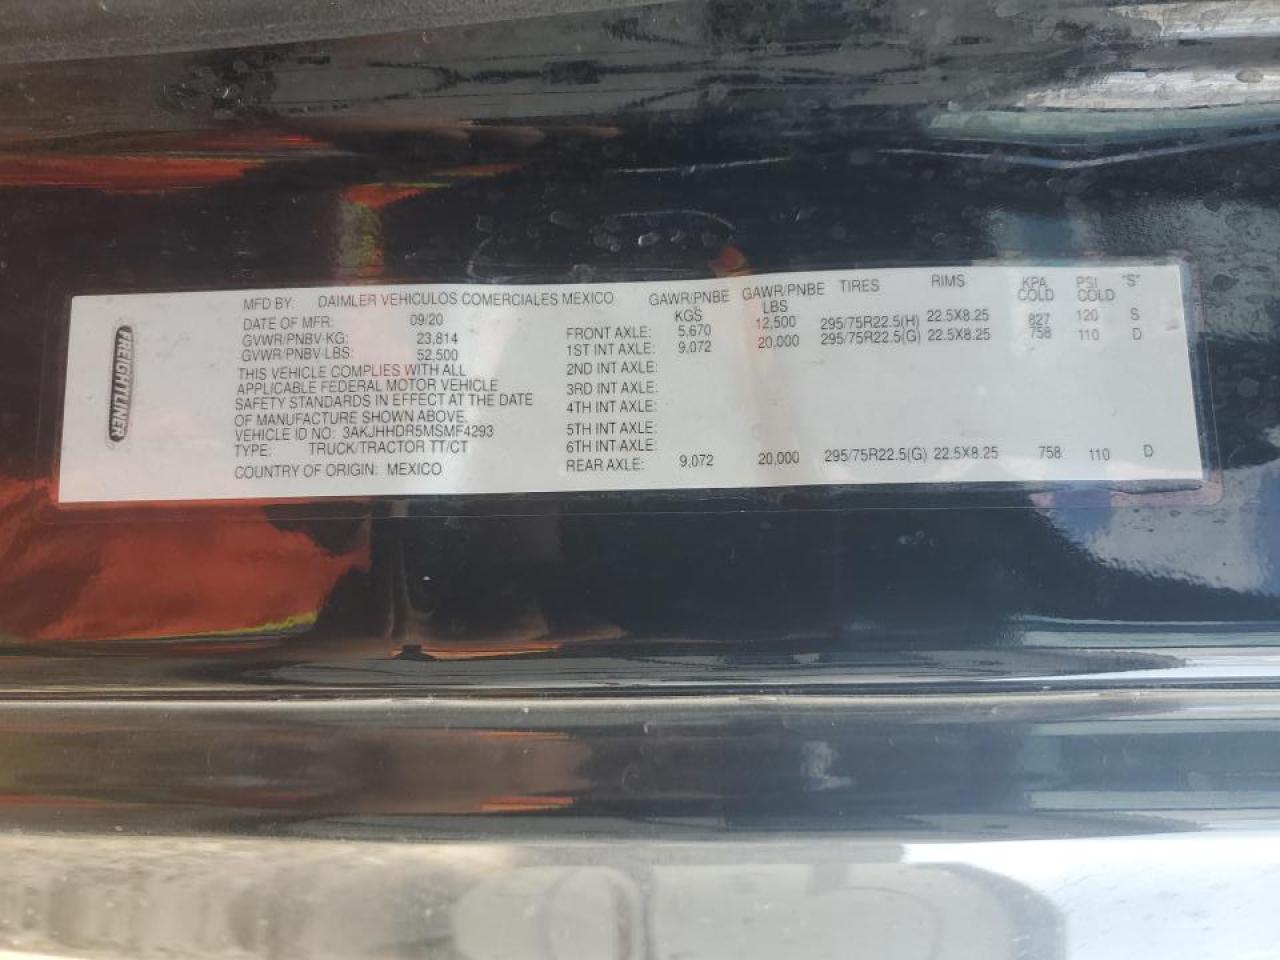 FREIGHTLINER
MFD BY: DAIMLER VEHICULOS COMERCIALES MEXICO
DATE OF MFR: 09/20
GVWR/PNBV-KG: 23,814
GVWR/PNBV-LBS: 52,500
THIS VEHICLE COMPLIES WITH ALL
APPLICABLE FEDERAL MOTOR VEHICLE
SAFETY STANDARDS IN EFFECT AT THE DATE
OF MANUFACTURE SHOWN ABOVE.
VEHICLE ID NO: 3AKJHHDR5MSMF4293
TYPE: TRUCK/TRACTOR TT/CT
COUNTRY OF ORIGIN: MEXICO
GAWR/PNBE KGS GAWR/PNBE LBS TIRES RIMS KPA COLD PSI COLD "S"
FRONT AXLE: 5,670 12,500 295/75R22.5(H) 22.5X8.25 827 120 S
1ST INT AXLE: 9,072 20,000 295/75R22.5(G) 22.5X8.25 758 110 D
2ND INT AXLE:
3RD INT AXLE:
4TH INT AXLE:
5TH INT AXLE:
6TH INT AXLE:
REAR AXLE: 9,072 20,000 295/75R22.5(G) 22.5X8.25 758 110 D